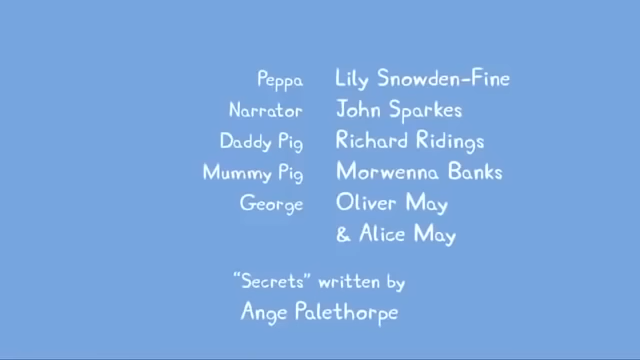 Peppa Lily Snowden-Fine
Narrator John Sparkes
Daddy Pig Richard Ridings
Mummy Pig Morwenna Banks
George Oliver May
& Alice May
"Secrets" written by
Ange Palethorpe